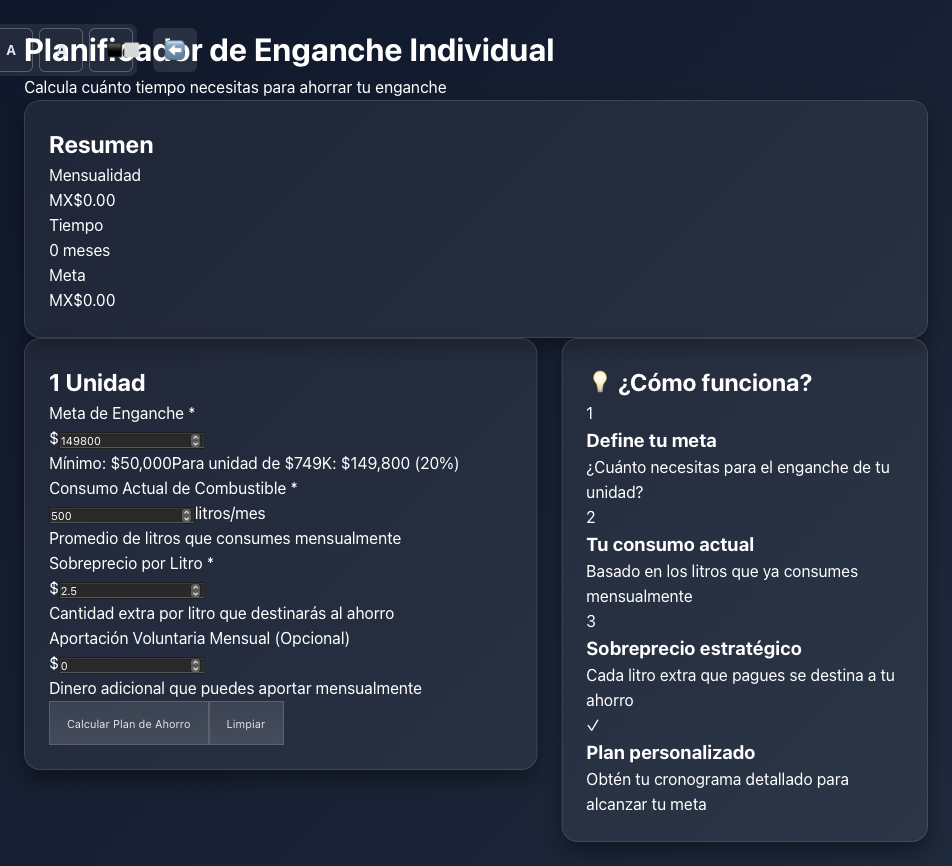 A
Planificador de Enganche Individual
Calcula cuánto tiempo necesitas para ahorrar tu enganche
Resumen
Mensualidad
MX$0.00
Tiempo
0 meses
Meta
MX$0.00
1 Unidad
Meta de Enganche *
$ 149800
Mínimo: $50,000Para unidad de $749K: $149,800 (20%)
Consumo Actual de Combustible *
500 litros/mes
Promedio de litros que consumes mensualmente
Sobreprecio por Litro *
$ 2.5
Cantidad extra por litro que destinarás al ahorro
Aportación Voluntaria Mensual (Opcional)
$ 0
Dinero adicional que puedes aportar mensualmente
Calcular Plan de Ahorro Limpiar
¿Cómo funciona?
1
Define tu meta
¿Cuánto necesitas para el enganche de tu
unidad?
2
Tu consumo actual
Basado en los litros que ya consumes
mensualmente
3
Sobreprecio estratégico
Cada litro extra que pagues se destina a tu
ahorro
✓
Plan personalizado
Obtén tu cronograma detallado para
alcanzar tu meta